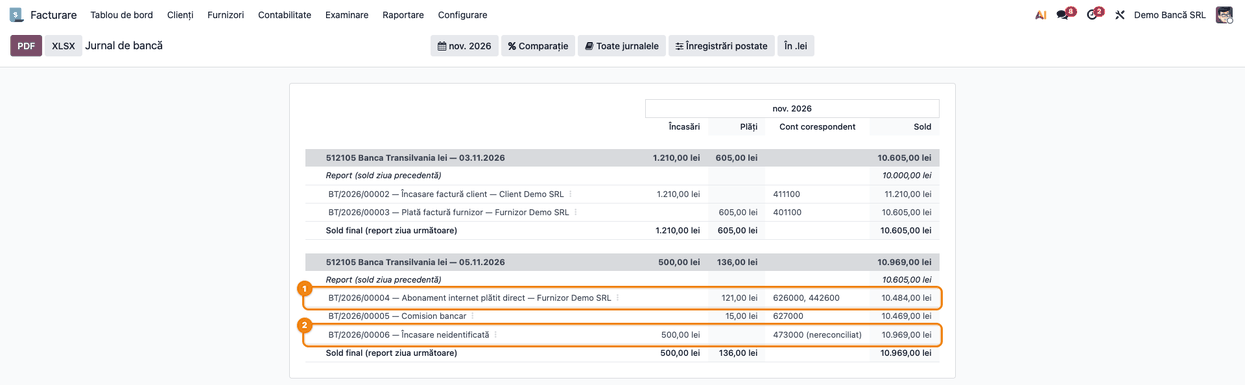 Facturare Tablou de bord Clienți Furnizori Contabilitate Examinare Raportare Configurare AI 8 2 Demo Bancă SRL
PDF XLSX Jurnal de bancă nov. 2026 Comparație Toate jurnalele Înregistrări postate În .lei
nov. 2026
Încasări Plăți Cont corespondent Sold
512105 Banca Transilvania lei — 03.11.2026 1.210,00 lei 605,00 lei 10.605,00 lei
Report (sold ziua precedentă) 10.000,00 lei
BT/2026/00002 — Încasare factură client — Client Demo SRL 1.210,00 lei 411100 11.210,00 lei
BT/2026/00003 — Plată factură furnizor — Furnizor Demo SRL 605,00 lei 401100 10.605,00 lei
Sold final (report ziua următoare) 1.210,00 lei 605,00 lei 10.605,00 lei
512105 Banca Transilvania lei — 05.11.2026 500,00 lei 136,00 lei 10.969,00 lei
Report (sold ziua precedentă) 10.605,00 lei
1
BT/2026/00004 — Abonament internet plătit direct — Furnizor Demo SRL 121,00 lei 626000, 442600 10.484,00 lei
BT/2026/00005 — Comision bancar 15,00 lei 627000 10.469,00 lei
2
BT/2026/00006 — Încasare neidentificată 500,00 lei 473000 (nereconciliat) 10.969,00 lei
Sold final (report ziua următoare) 500,00 lei 136,00 lei 10.969,00 lei